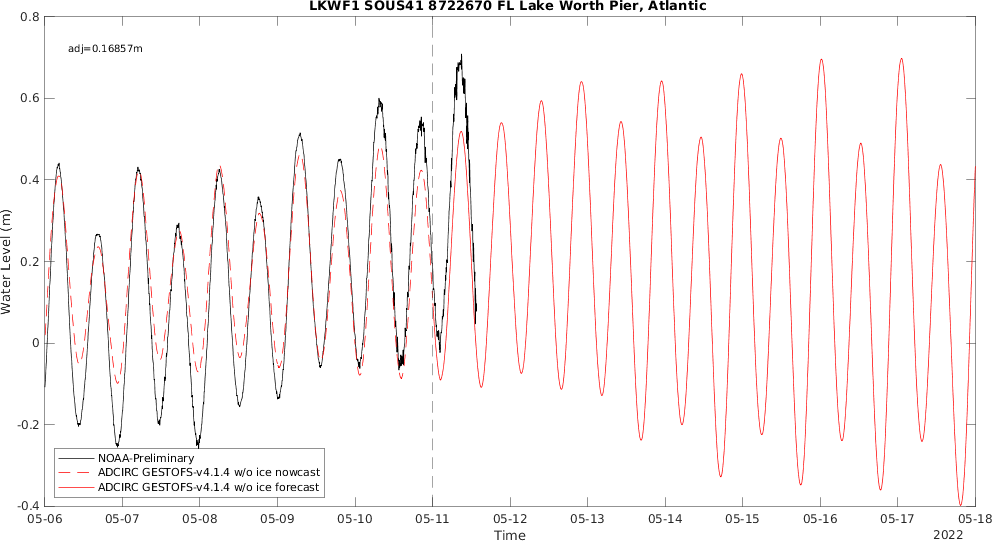 LKWF1 SOUS41 8722670 FL Lake Worth Pier, Atlantic
0.8
adj=0.16857m
0.6
0.4
0.2
0
-0.2
-0.4
Water Level (m)
NOAA-Preliminary
ADCIRC GESTOFS-v4.1.4 w/o ice nowcast
ADCIRC GESTOFS-v4.1.4 w/o ice forecast
05-06 05-07 05-08 05-09 05-10 05-11 05-12 05-13 05-14 05-15 05-16 05-17 05-18
Time
2022